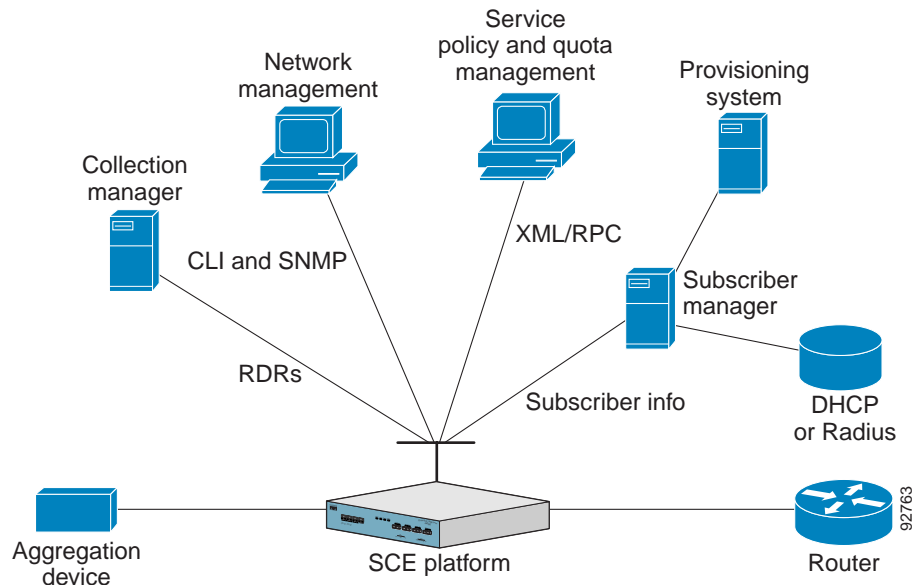 Service
policy and quota
management
Network
management
Provisioning
system
Collection
manager
XML/RPC
CLI and SNMP
Subscriber
manager
RDRs
Subscriber info
DHCP
or Radius
92763
Aggregation
device
SCE platform
Router